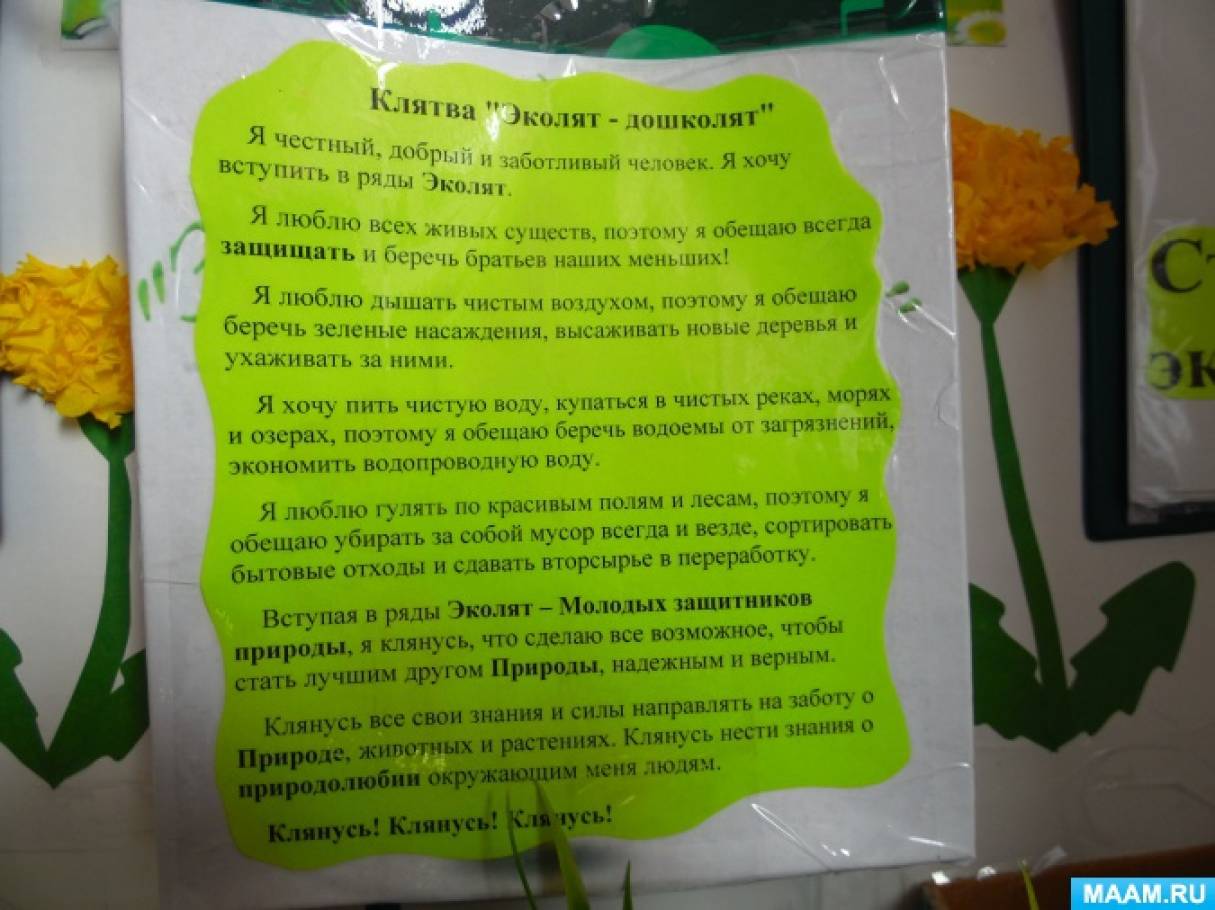 Клятва "Эколят - дошколят"
Я честный, добрый и заботливый человек. Я хочу
вступить в ряды Эколят.
Я люблю всех живых существ, поэтому я обещаю всегда
защищать и беречь братьев наших меньших!
Я люблю дышать чистым воздухом, поэтому я обещаю
беречь зеленые насаждения, высаживать новые деревья и
ухаживать за ними.
Я хочу пить чистую воду, купаться в чистых реках, морях
и озерах, поэтому я обещаю беречь водоемы от загрязнений,
экономить водопроводную воду.
Я люблю гулять по красивым полям и лесам, поэтому я
обещаю убирать за собой мусор всегда и везде, сортировать
бытовые отходы и сдавать вторсырье в переработку.
Вступая в ряды Эколят – Молодых защитников
природы, я клянусь, что сделаю все возможное, чтобы
стать лучшим другом Природы, надежным и верным.
Клянусь все свои знания и силы направлять на заботу о
Природе, животных и растениях. Клянусь нести знания о
природолюбии окружающим меня людям.
Клянусь! Клянусь! Клянусь!
MAAM.RU